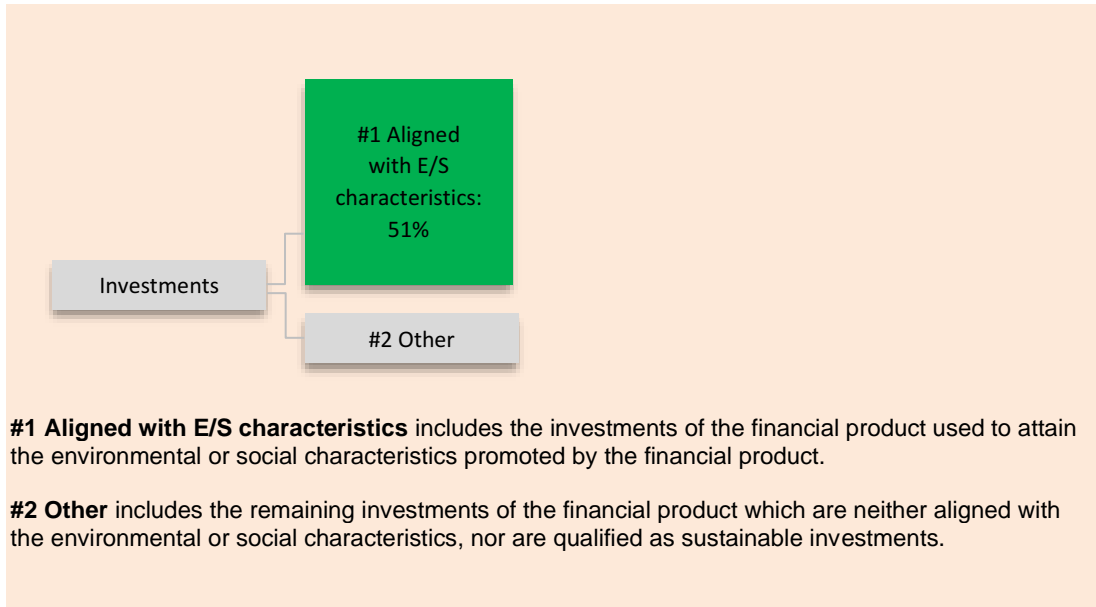 #1 Aligned
with E/S
characteristics:
51%
Investments
#2 Other
#1 Aligned with E/S characteristics includes the investments of the financial product used to attain
the environmental or social characteristics promoted by the financial product.
#2 Other includes the remaining investments of the financial product which are neither aligned with
the environmental or social characteristics, nor are qualified as sustainable investments.